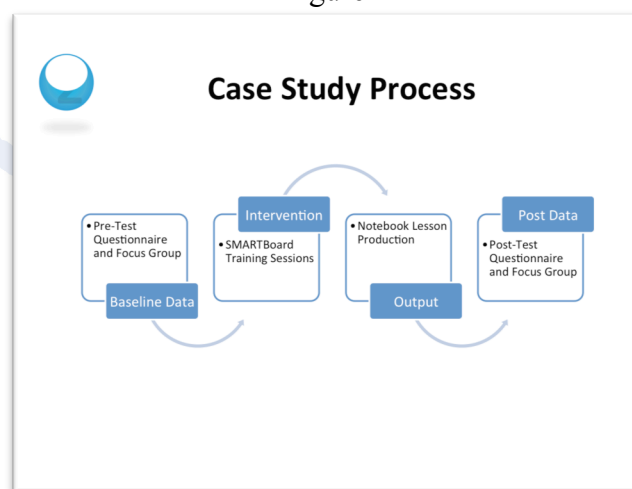 Case Study Process
• Pre-Test
Questionnaire
and Focus Group
Baseline Data
Intervention
• SMARTBoard
Training Sessions
• Notebook Lesson
Production
Output
Post Data
• Post-Test
Questionnaire
and Focus Group